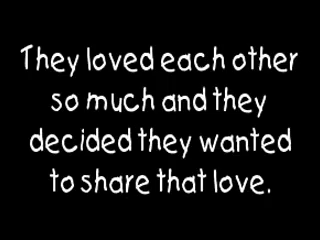 They loved each other
so much and they
decided they wanted
to share that love.